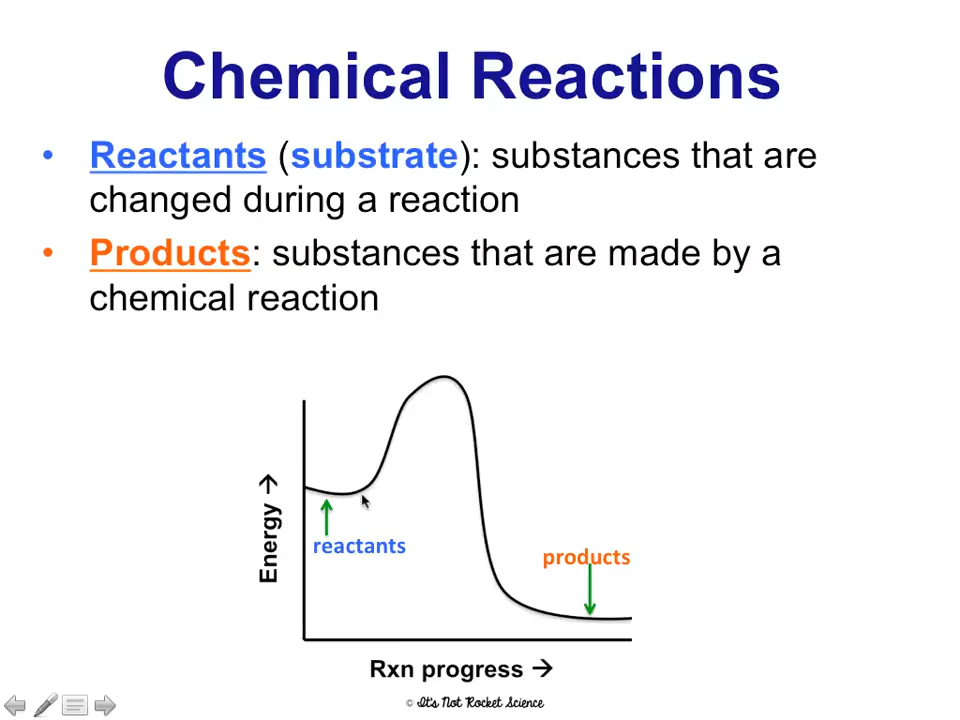 Chemical Reactions
• Reactants (substrate): substances that are
changed during a reaction
• Products: substances that are made by a
chemical reaction
Energy →
reactants
products
Rxn progress →
© It's Not Rocket Science